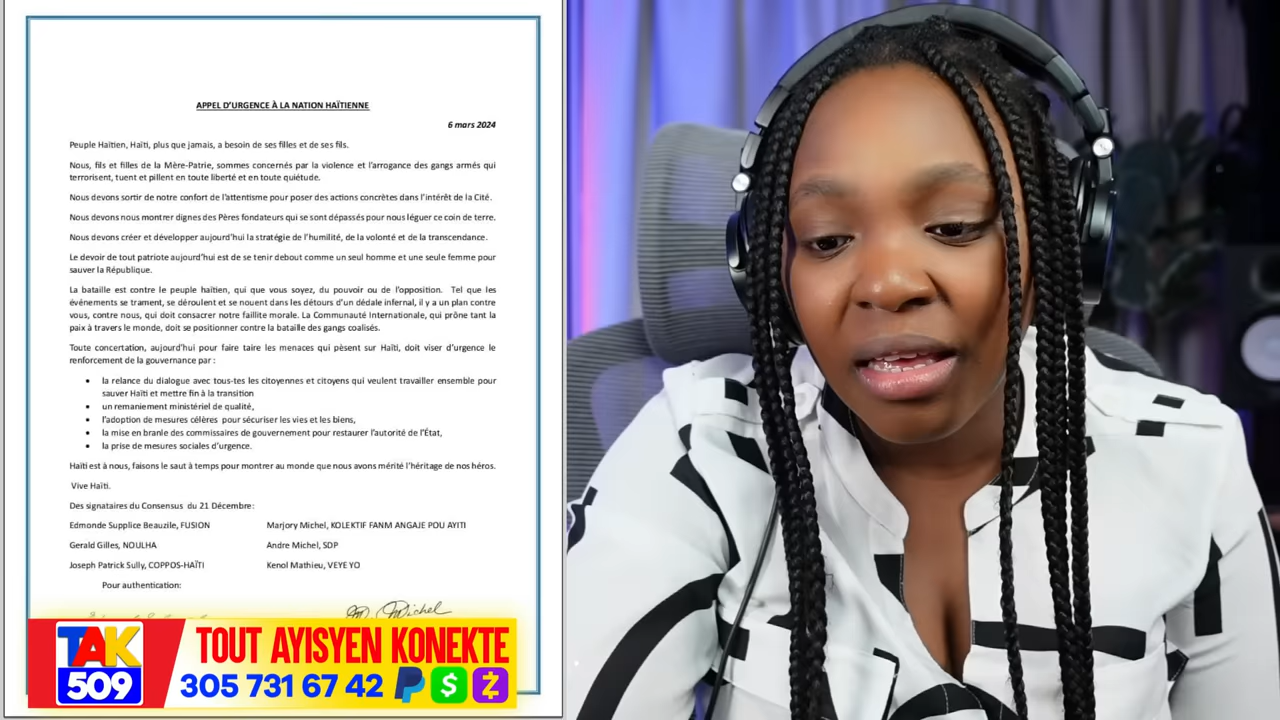 APPEL D'URGENCE À LA NATION HAÏTIENNE
6 mars 2024
Peuple Haïtien, Haïti, plus que jamais, a besoin de ses filles et de ses fils.
Nous, fils et filles de la Mère-Patrie, sommes concernés par la violence et l'arrogance des gangs armés qui
terrorisent, tuent et pillent en toute liberté et en toute quiétude.
Nous devons sortir de notre confort de l'attentisme pour poser des actions concrètes dans l'intérêt de la Cité.
Nous devons nous montrer dignes des Pères fondateurs qui se sont dépassés pour nous léguer ce coin de terre.
Nous devons créer et développer aujourd'hui la stratégie de l'humilité, de la volonté et de la transcendance.
Le devoir de tout patriote aujourd'hui est de se tenir debout comme un seul homme et une seule femme pour
sauver la République.
La bataille est contre le peuple haïtien, qui que vous soyez, du pouvoir ou de l'opposition. Tel que les
événements se trament, se déroulent et se nouent dans les détours d'un dédale infernal, il y a un plan contre
vous, contre nous, qui doit consacrer notre faillite morale. La Communauté Internationale, qui prône tant la
paix à travers le monde, doit se positionner contre la bataille des gangs coalisés.
Toute concertation, aujourd'hui pour faire taire les menaces qui pèsent sur Haïti, doit viser d'urgence le
renforcement de la gouvernance par :
• la relance du dialogue avec tous-tes les citoyennes et citoyens qui veulent travailler ensemble pour
sauver Haïti et mettre fin à la transition
• un remaniement ministériel de qualité,
• l'adoption de mesures célères pour sécuriser les vies et les biens,
• la mise en branle des commissaires de gouvernement pour restaurer l'autorité de l'État,
• la prise de mesures sociales d'urgence.
Haïti est à nous, faisons le saut à temps pour montrer au monde que nous avons mérité l'héritage de nos héros.
Vive Haïti.
Des signataires du Consensus du 21 Décembre:
Edmonde Supplice Beauzile, FUSION Marjory Michel, KOLEKTIF FANM ANGAJE POU AYITI
Gerald Gilles, NOULHA Andre Michel, SDP
Joseph Patrick Sully, COPPOS-HAÏTI Kenol Mathieu, VEYE YO
Pour authentication:
M. Michel
TAK
509
TOUT AYISYEN KONEKTE
305 731 67 42